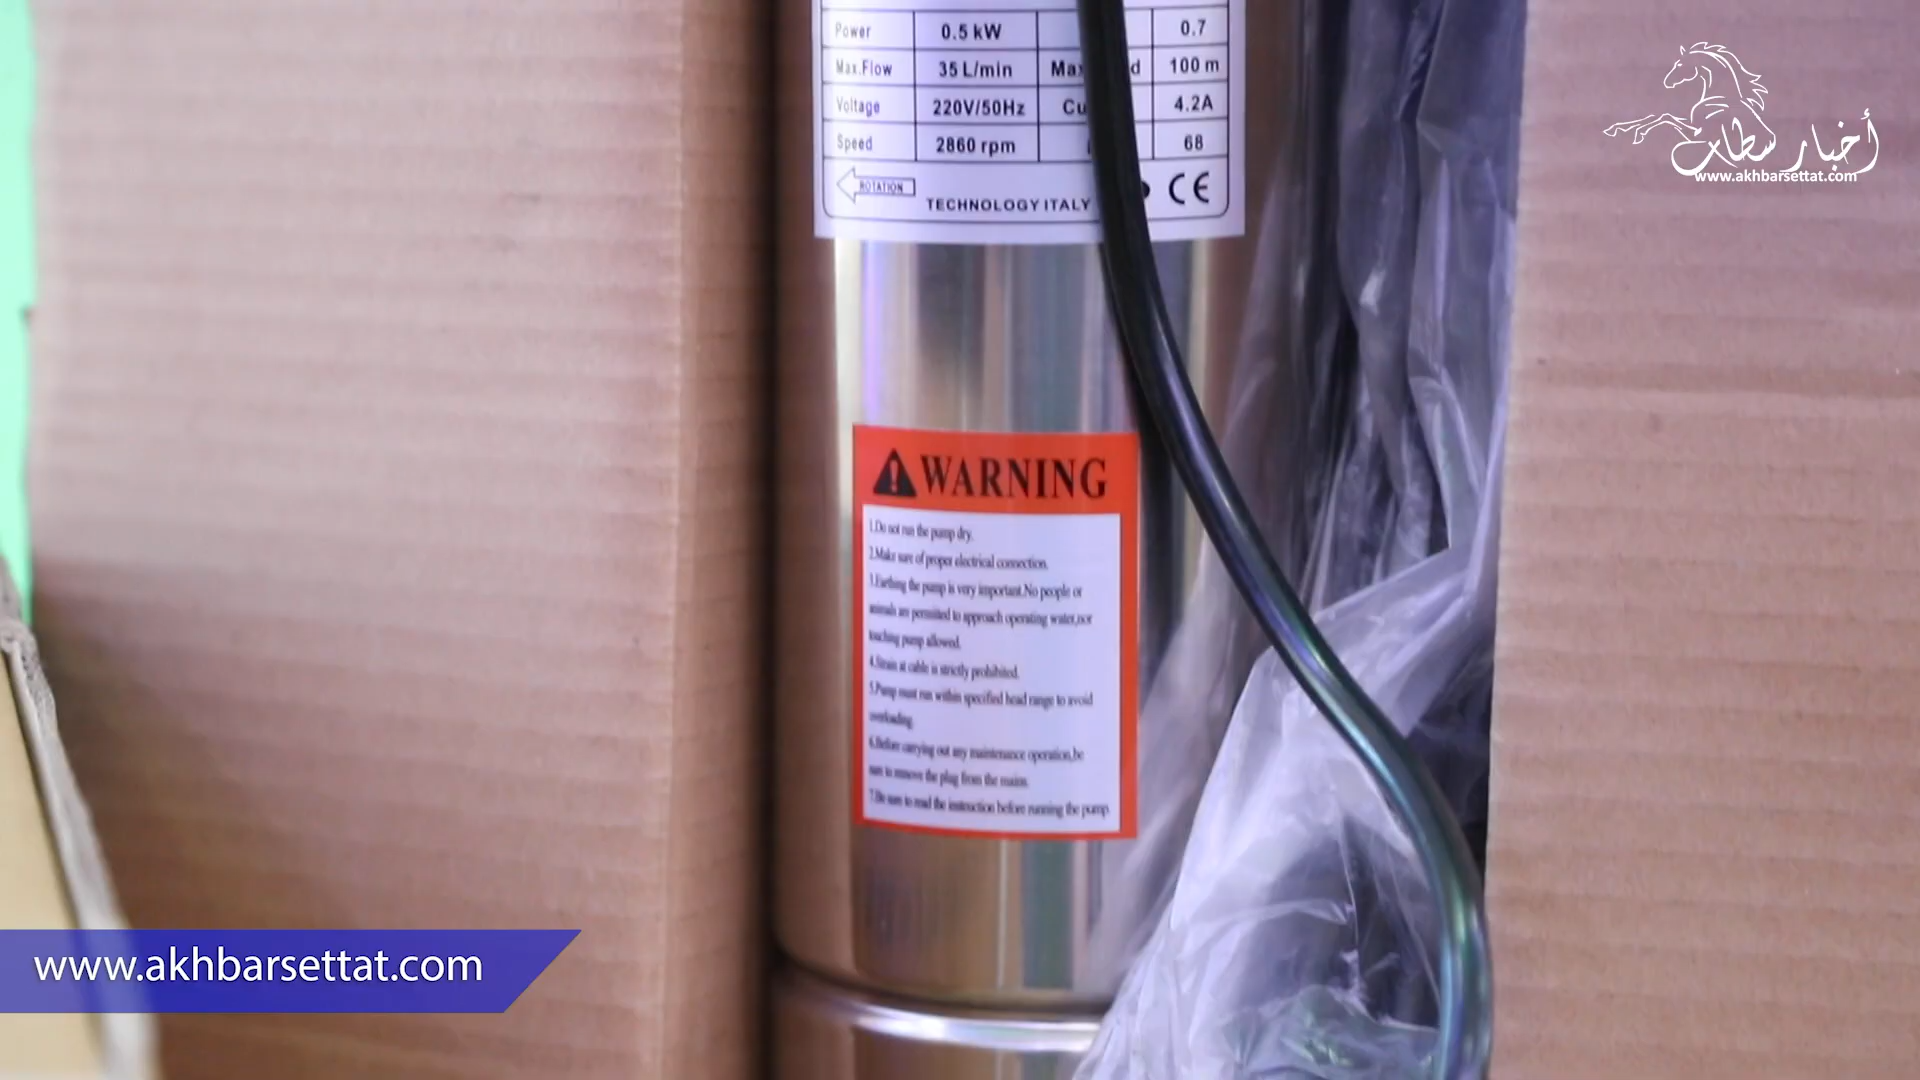 Power 0.5 kW 0.7
Max.Flow 35 L/min Max 100 m
Voltage 220V/50Hz Cu 4.2A
Speed 2860 rpm 68
ROTATION
TECHNOLOGY ITALY CE
WARNING
1.Do not run the pump dry.
2.Make sure of proper electrical connection.
3.Earthing the pump is very important.No people or
animals are permitted to approach operating water,nor
touching pump allowed.
4.Strain at cable is strictly prohibited.
5.Pump must run within specified head range to avoid
overloading.
6.Before carrying out any maintenance operation,be
sure to remove the plug from the mains.
7.Be sure to read the instruction before running the pump.
أخبار سطات
www.akhbarsettat.com
www.akhbarsettat.com